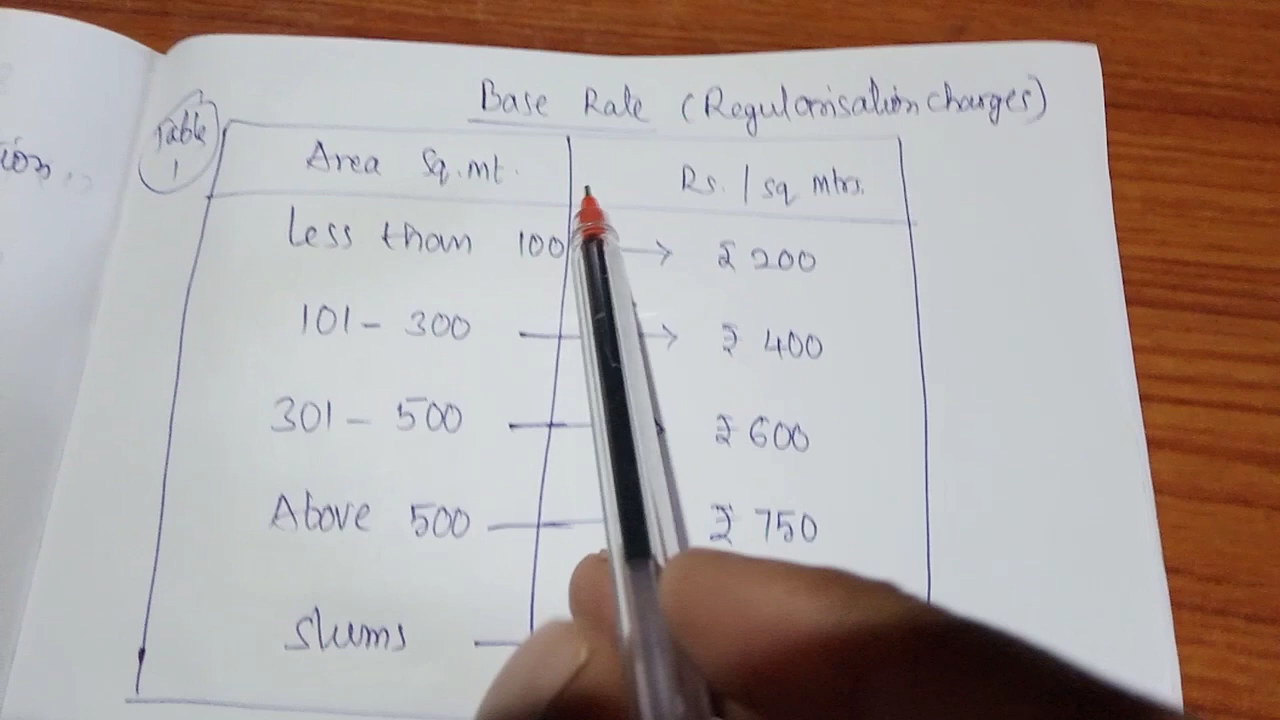 Base Rate (Regularisation charges)
Table 1
Area Sq.mt. Rs. / sq mtrs.
Less than 100 → ₹ 200
101 - 300 → ₹ 400
301 - 500 ₹ 600
Above 500 ₹ 750
Slums